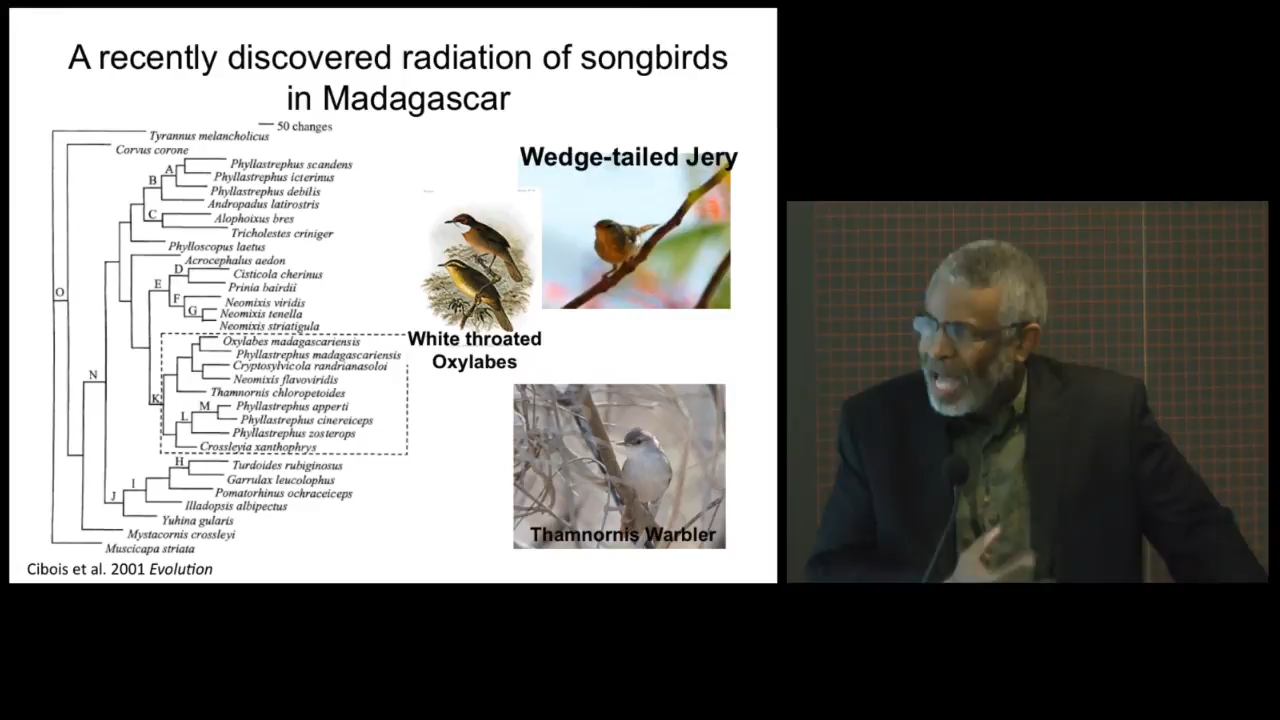 A recently discovered radiation of songbirds
in Madagascar
50 changes
Tyrannus melancholicus
Corvus corone
Phyllastrephus scandens
A
Phyllastrephus icterinus
B
Phyllastrephus debilis
Andropadus latirostris
C
Alophoixus bres
Tricholestes criniger
Phylloscopus laetus
Acrocephalus aedon
D
Cisticola cherinus
E
Prinia bairdii
F
Neomixis viridis
G
Neomixis tenella
Neomixis striatigula
O
Oxylabes madagascariensis
Phyllastrephus madagascariensis
Cryptosylvicola randrianasoloi
N
Neomixis flavoviridis
Thamnornis chloropetoides
K
M
Phyllastrephus apperti
L
Phyllastrephus cinereiceps
Phyllastrephus zosterops
Crossleyia xanthophrys
H
Turdoides rubiginosus
I
Garrulax leucolophus
J
Pomatorhinus ochraceiceps
Illadopsis albipectus
Yuhina gularis
Mystacornis crossleyi
Muscicapa striata
Cibois et al. 2001 Evolution
Wedge-tailed Jery
White throated
Oxylabes
Thamnornis Warbler